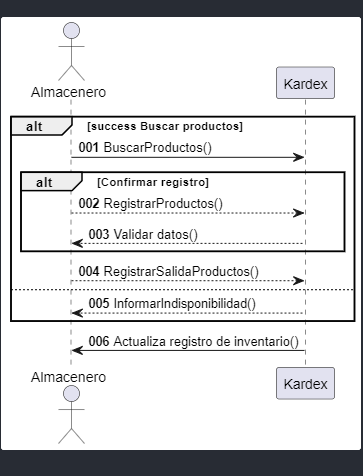 Almacenero
Kardex
alt [success Buscar productos]
001 BuscarProductos()
alt [Confirmar registro]
002 RegistrarProductos()
003 Validar datos()
004 RegistrarSalidaProductos()
005 InformarIndisponibilidad()
006 Actualiza registro de inventario()
Almacenero
Kardex